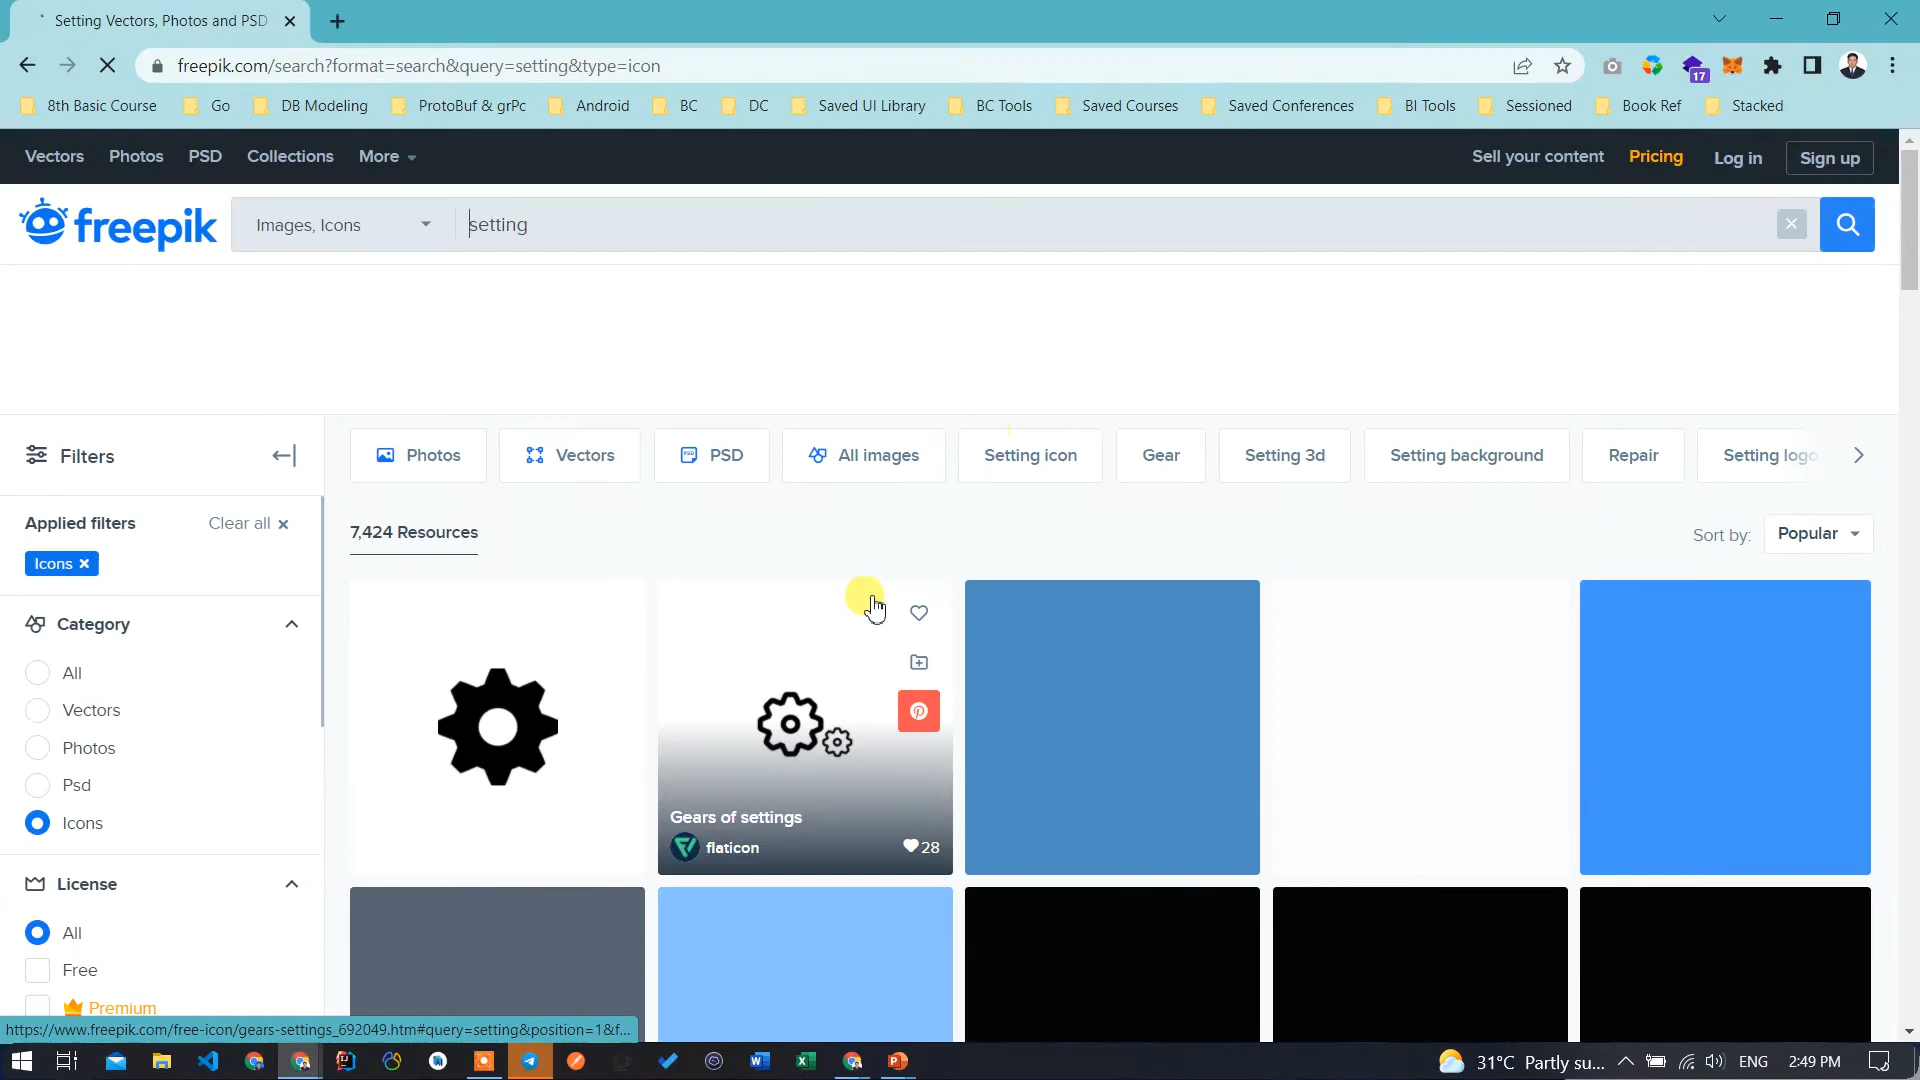 Setting Vectors, Photos and PSD
freepik.com/search?format=search&query=setting&type=icon
17
8th Basic Course Go DB Modeling ProtoBuf & grPc Android BC DC Saved UI Library BC Tools Saved Courses Saved Conferences BI Tools Sessioned Book Ref Stacked
Vectors Photos PSD Collections More Sell your content Pricing Log in Sign up
freepik Images, Icons setting
Filters Photos Vectors PSD All images Setting icon Gear Setting 3d Setting background Repair Setting logo
Applied filters Clear all 7,424 Resources Sort by: Popular
Icons
Category
All
Vectors
Photos
Psd
Icons
Gears of settings
flaticon 28
License
All
Free
Premium
https://www.freepik.com/free-icon/gears-settings_692049.htm#query=setting&position=1&f...
31°C Partly su... ENG 2:49 PM